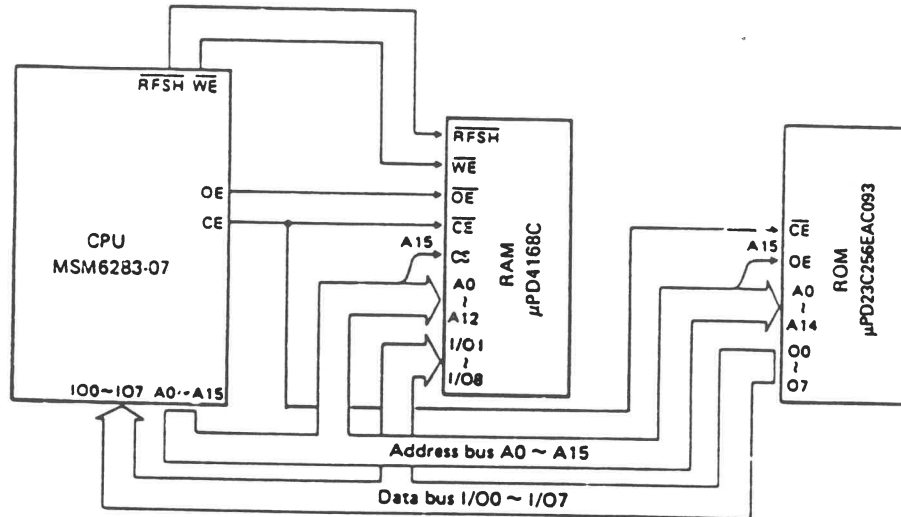 RFSH WE
OE
CE
CPU
MSM6283-07
IO0~IO7 A0~A15
RFSH
WE
OE
CE
A15
A0
~
A12
I/O1
~
I/O8
RAM
μPD4168C
CE
A15
OE
A0
~
A14
O0
~
O7
ROM
μPD23C256EAC093
Address bus A0 ~ A15
Data bus I/O0 ~ I/O7